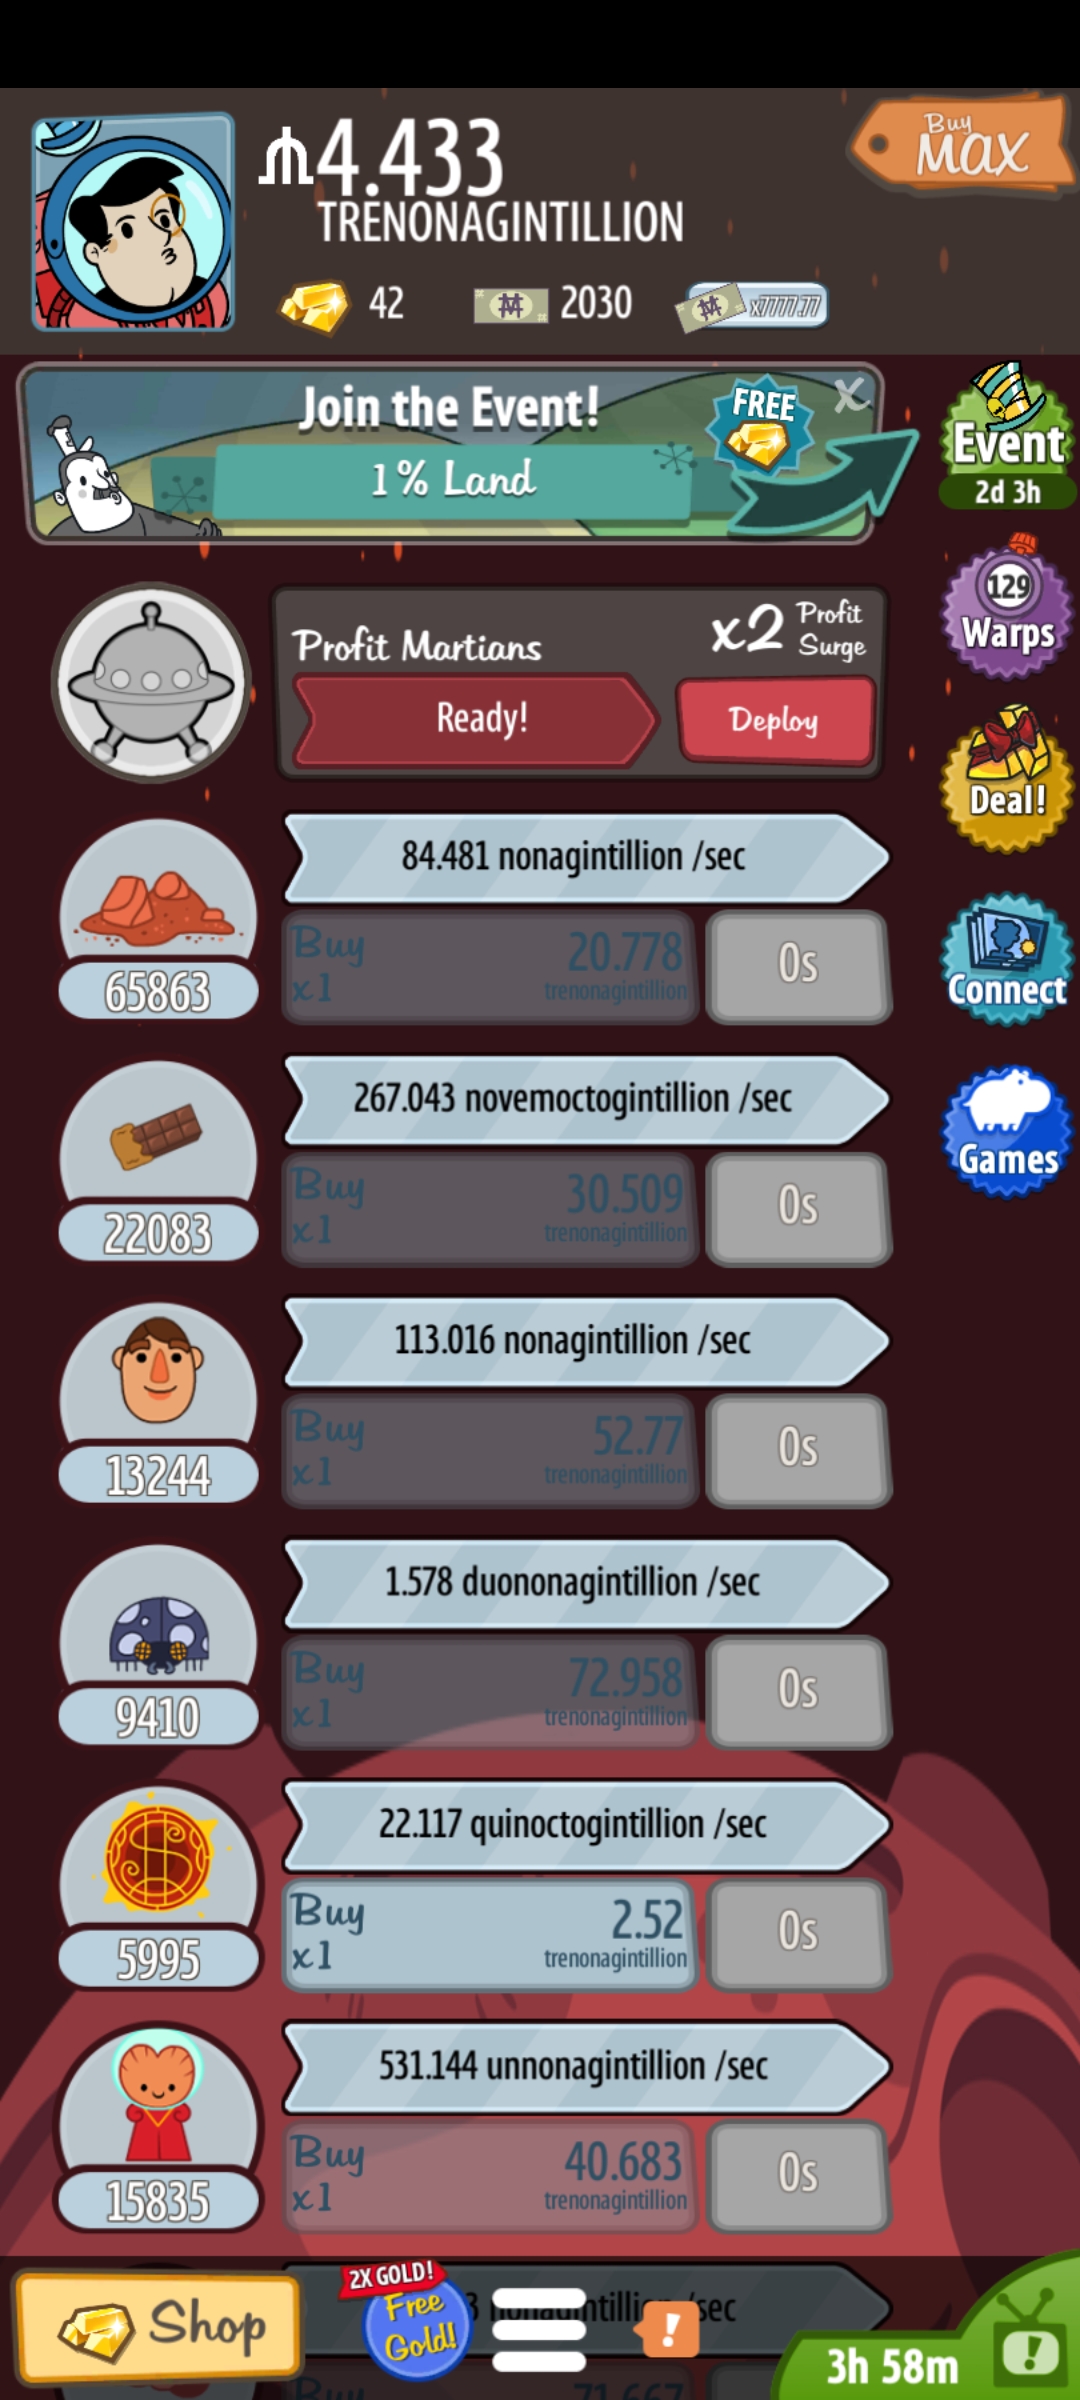 4.433
TRENONAGINTILLION
Buy
MAX
42
2030
x7777.77
Join the Event!
1% Land
FREE
X
Event
2d 3h
129
Warps
Deal!
Connect
Games
Profit Martians
x2 Profit Surge
Ready!
Deploy
84.481 nonagintillion /sec
65863
Buy x1
20.778
trenonagintillion
0s
267.043 novemoctogintillion /sec
22083
Buy x1
30.509
trenonagintillion
0s
113.016 nonagintillion /sec
13244
Buy x1
52.77
trenonagintillion
0s
1.578 duononagintillion /sec
9410
Buy x1
72.958
trenonagintillion
0s
22.117 quinoctogintillion /sec
5995
Buy x1
2.52
trenonagintillion
0s
531.144 unnonagintillion /sec
15835
Buy x1
40.683
trenonagintillion
0s
Shop
2X GOLD!
Free
Gold!
/sec
!
3h 58m
!
Buy
71.667